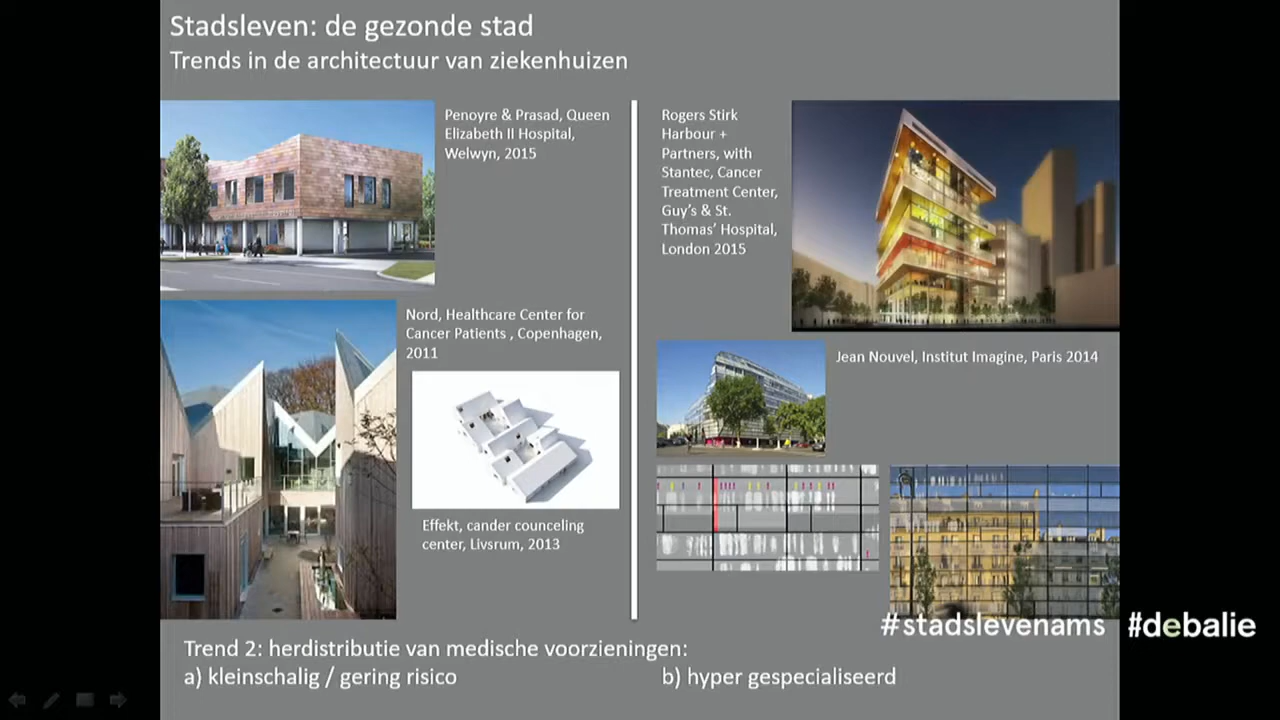 Stadsleven: de gezonde stad
Trends in de architectuur van ziekenhuizen
Penoyre & Prasad, Queen
Elizabeth II Hospital,
Welwyn, 2015
Nord, Healthcare Center for
Cancer Patients , Copenhagen,
2011
Effekt, cander counceling
center, Livsrum, 2013
Rogers Stirk
Harbour +
Partners, with
Stantec, Cancer
Treatment Center,
Guy's & St.
Thomas' Hospital,
London 2015
Jean Nouvel, Institut Imagine, Paris 2014
#stadslevenams #debalie
Trend 2: herdistributie van medische voorzieningen:
a) kleinschalig / gering risico
b) hyper gespecialiseerd